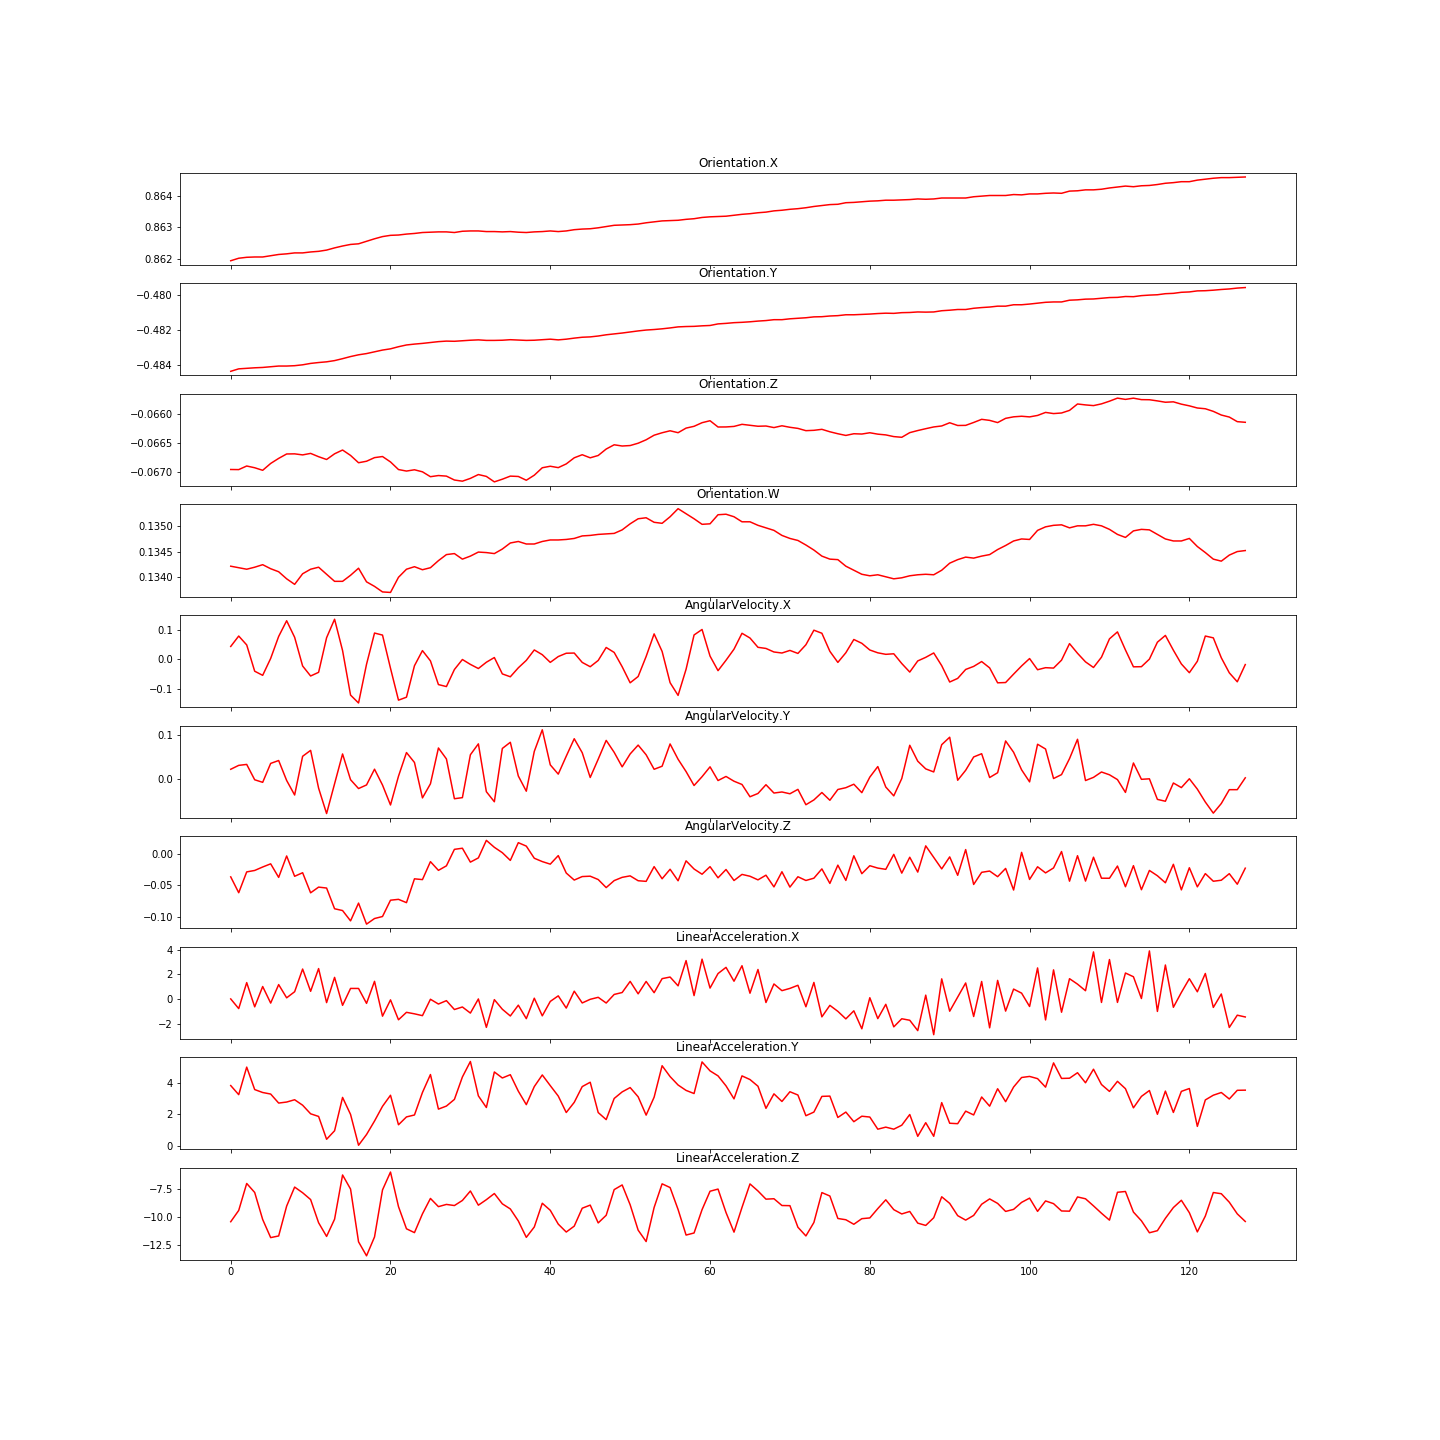 Orientation.X
0.864
0.863
0.862
Orientation.Y
−0.480
−0.482
−0.484
Orientation.Z
−0.0660
−0.0665
−0.0670
Orientation.W
0.1350
0.1345
0.1340
AngularVelocity.X
0.1
0.0
−0.1
AngularVelocity.Y
0.1
0.0
AngularVelocity.Z
0.00
−0.05
−0.10
LinearAcceleration.X
4
2
0
−2
LinearAcceleration.Y
4
2
0
LinearAcceleration.Z
−7.5
−10.0
−12.5
0 20 40 60 80 100 120